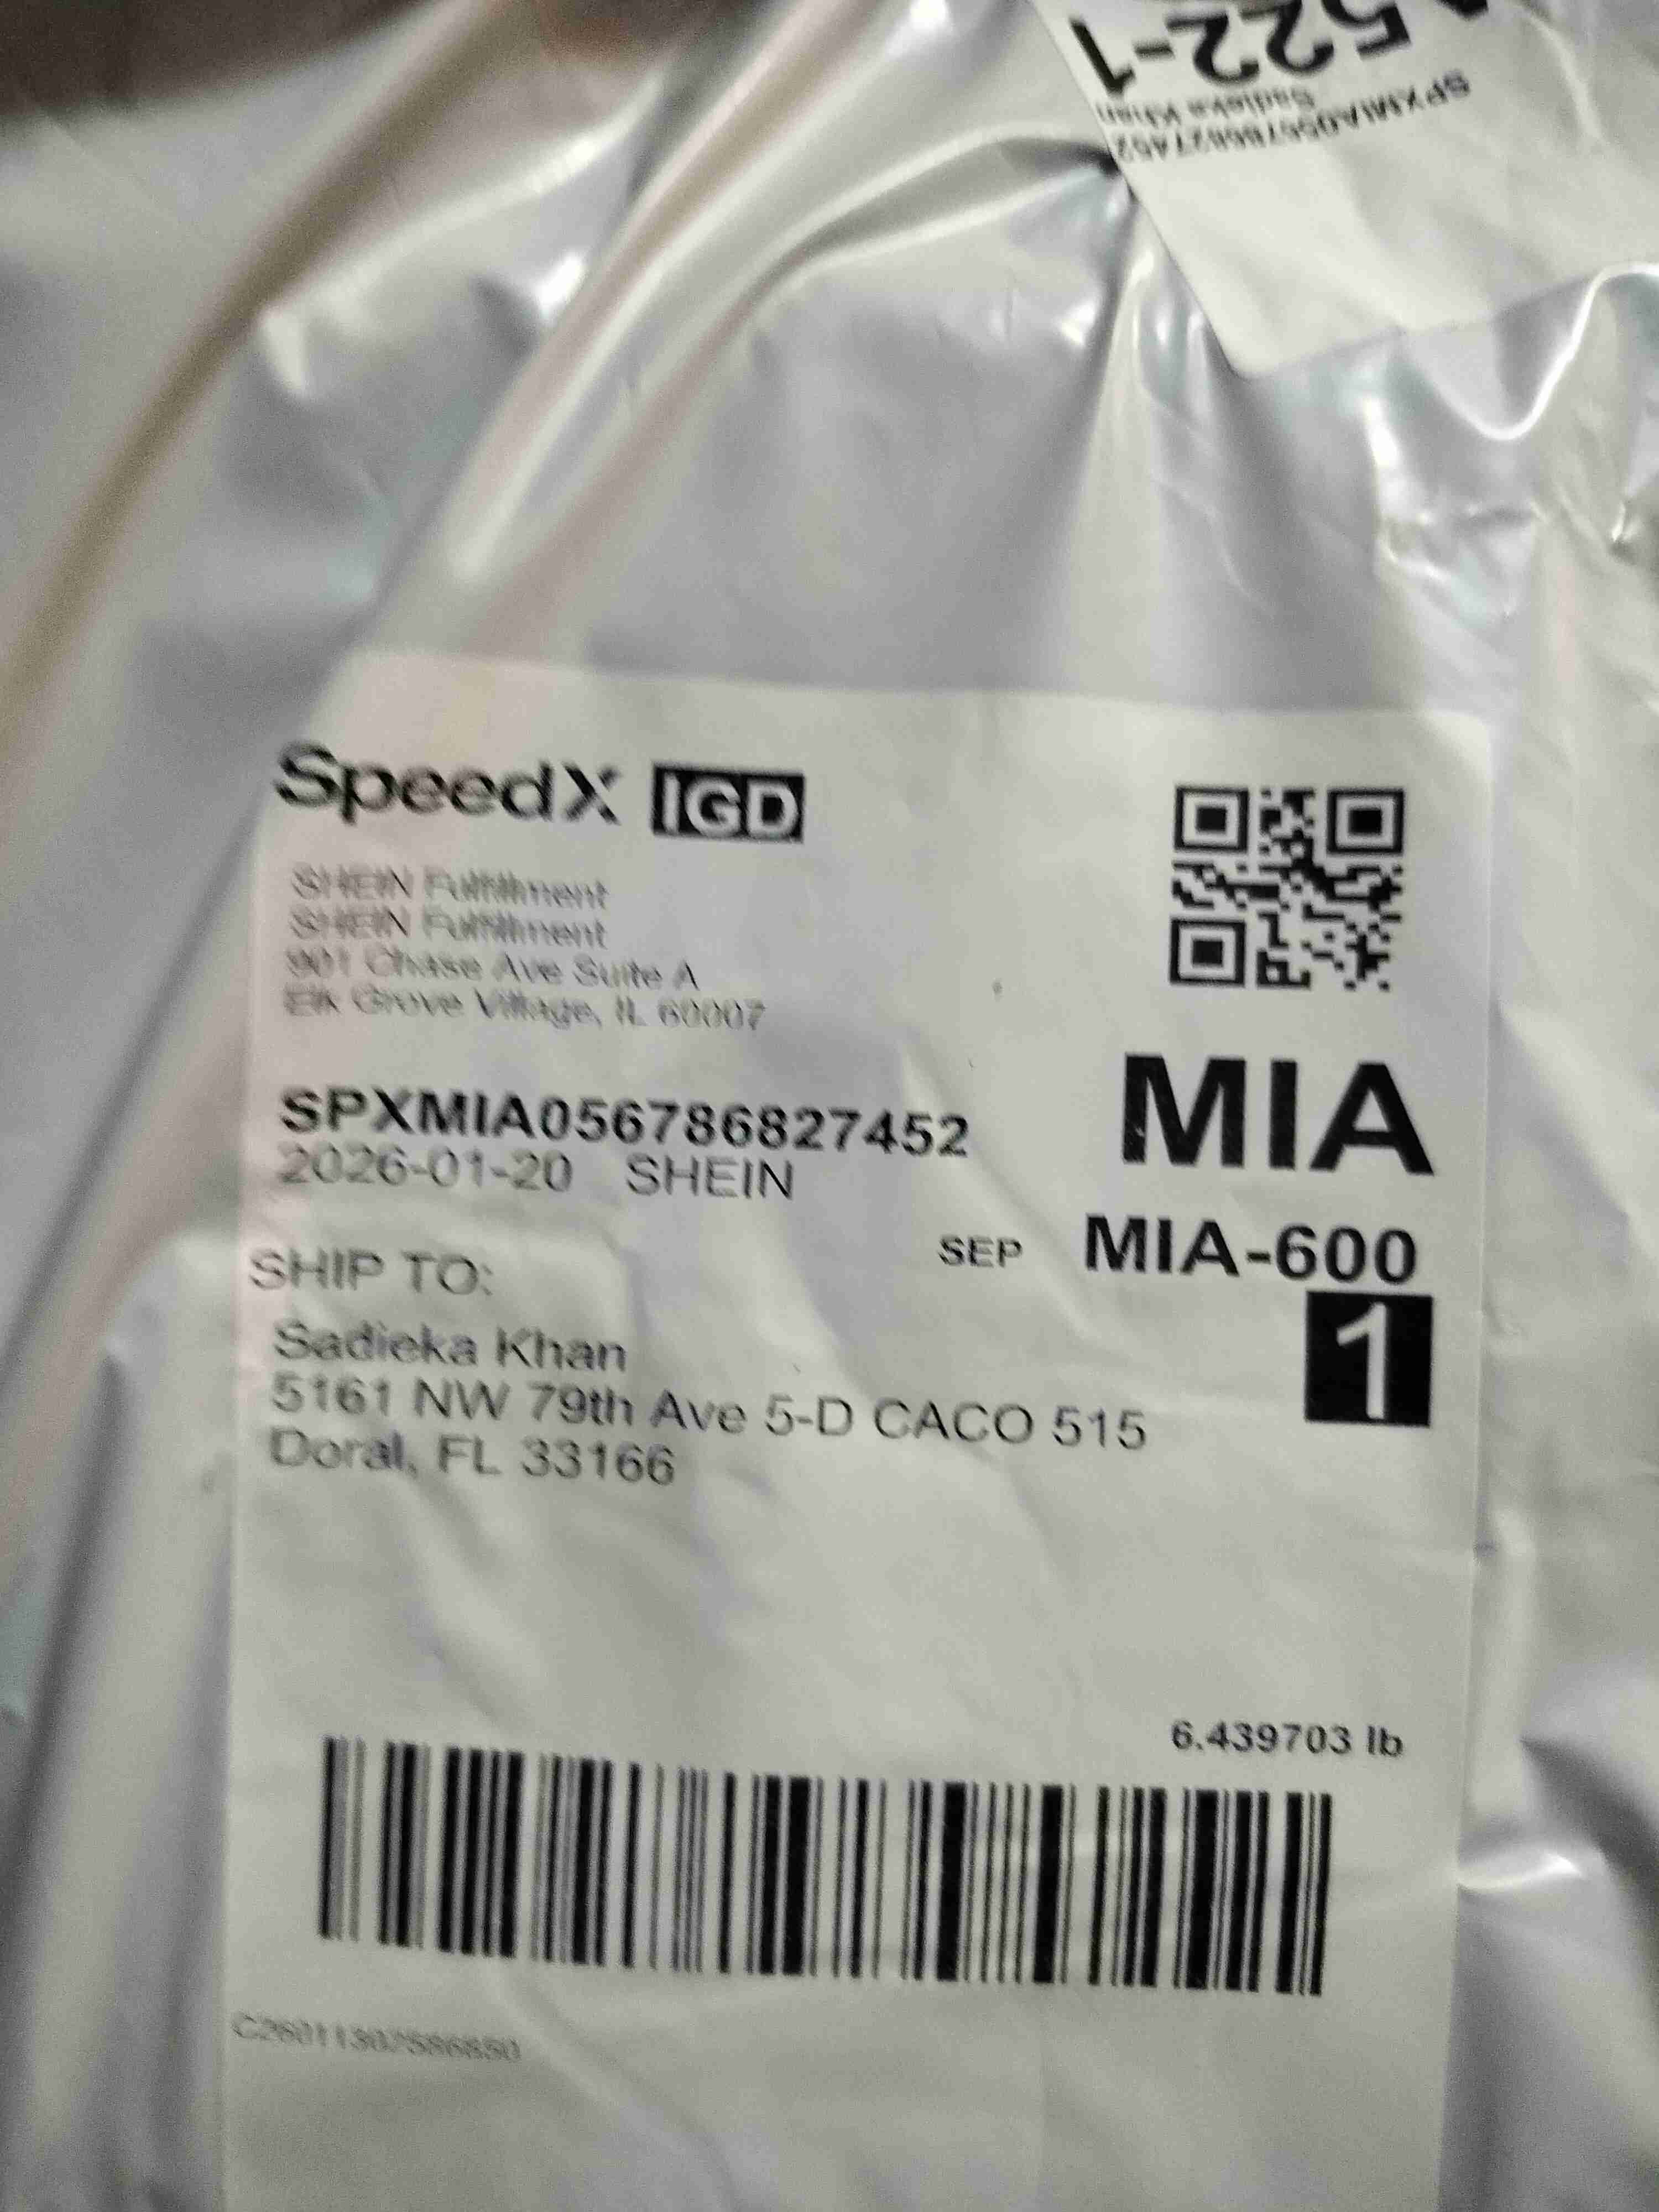 522-1
Sadieka Khan
SPXMIA056786827452
SpeedX IGD
SHEIN Fulfillment
SHEIN Fulfillment
901 Chase Ave Suite A
Elk Grove Village, IL 60007
SPXMIA056786827452
2026-01-20 SHEIN
MIA
SEP MIA-600
1
SHIP TO:
Sadieka Khan
5161 NW 79th Ave 5-D CACO 515
Doral, FL 33166
6.439703 lb